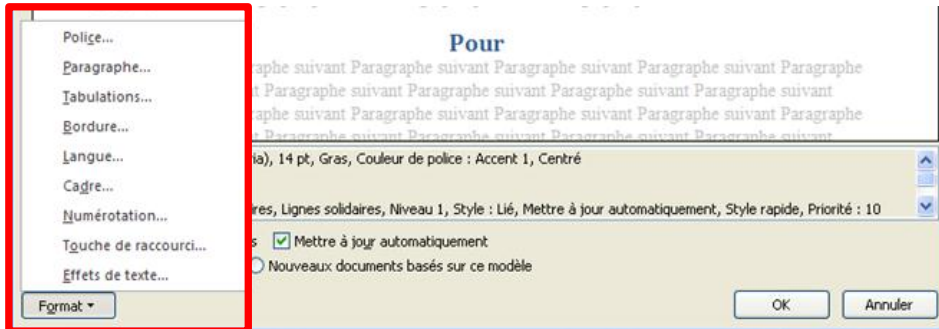 Police...
Pour
Paragraphe...
raphe suivant Paragraphe suivant Paragraphe suivant Paragraphe suivant Paragraphe
Tabulations...
t Paragraphe suivant Paragraphe suivant Paragraphe suivant Paragraphe suivant
Bordure...
raphe suivant Paragraphe suivant Paragraphe suivant Paragraphe suivant Paragraphe
t Paragraphe suivant Paragraphe suivant Paragraphe suivant Paragraphe suivant
Langue...
ia), 14 pt, Gras, Couleur de police : Accent 1, Centré
Cadre...
Numérotation...
res, Lignes solidaires, Niveau 1, Style : Lié, Mettre à jour automatiquement, Style rapide, Priorité : 10
Touche de raccourci...
s Mettre à jour automatiquement
Effets de texte...
Nouveaux documents basés sur ce modèle
Format
OK
Annuler